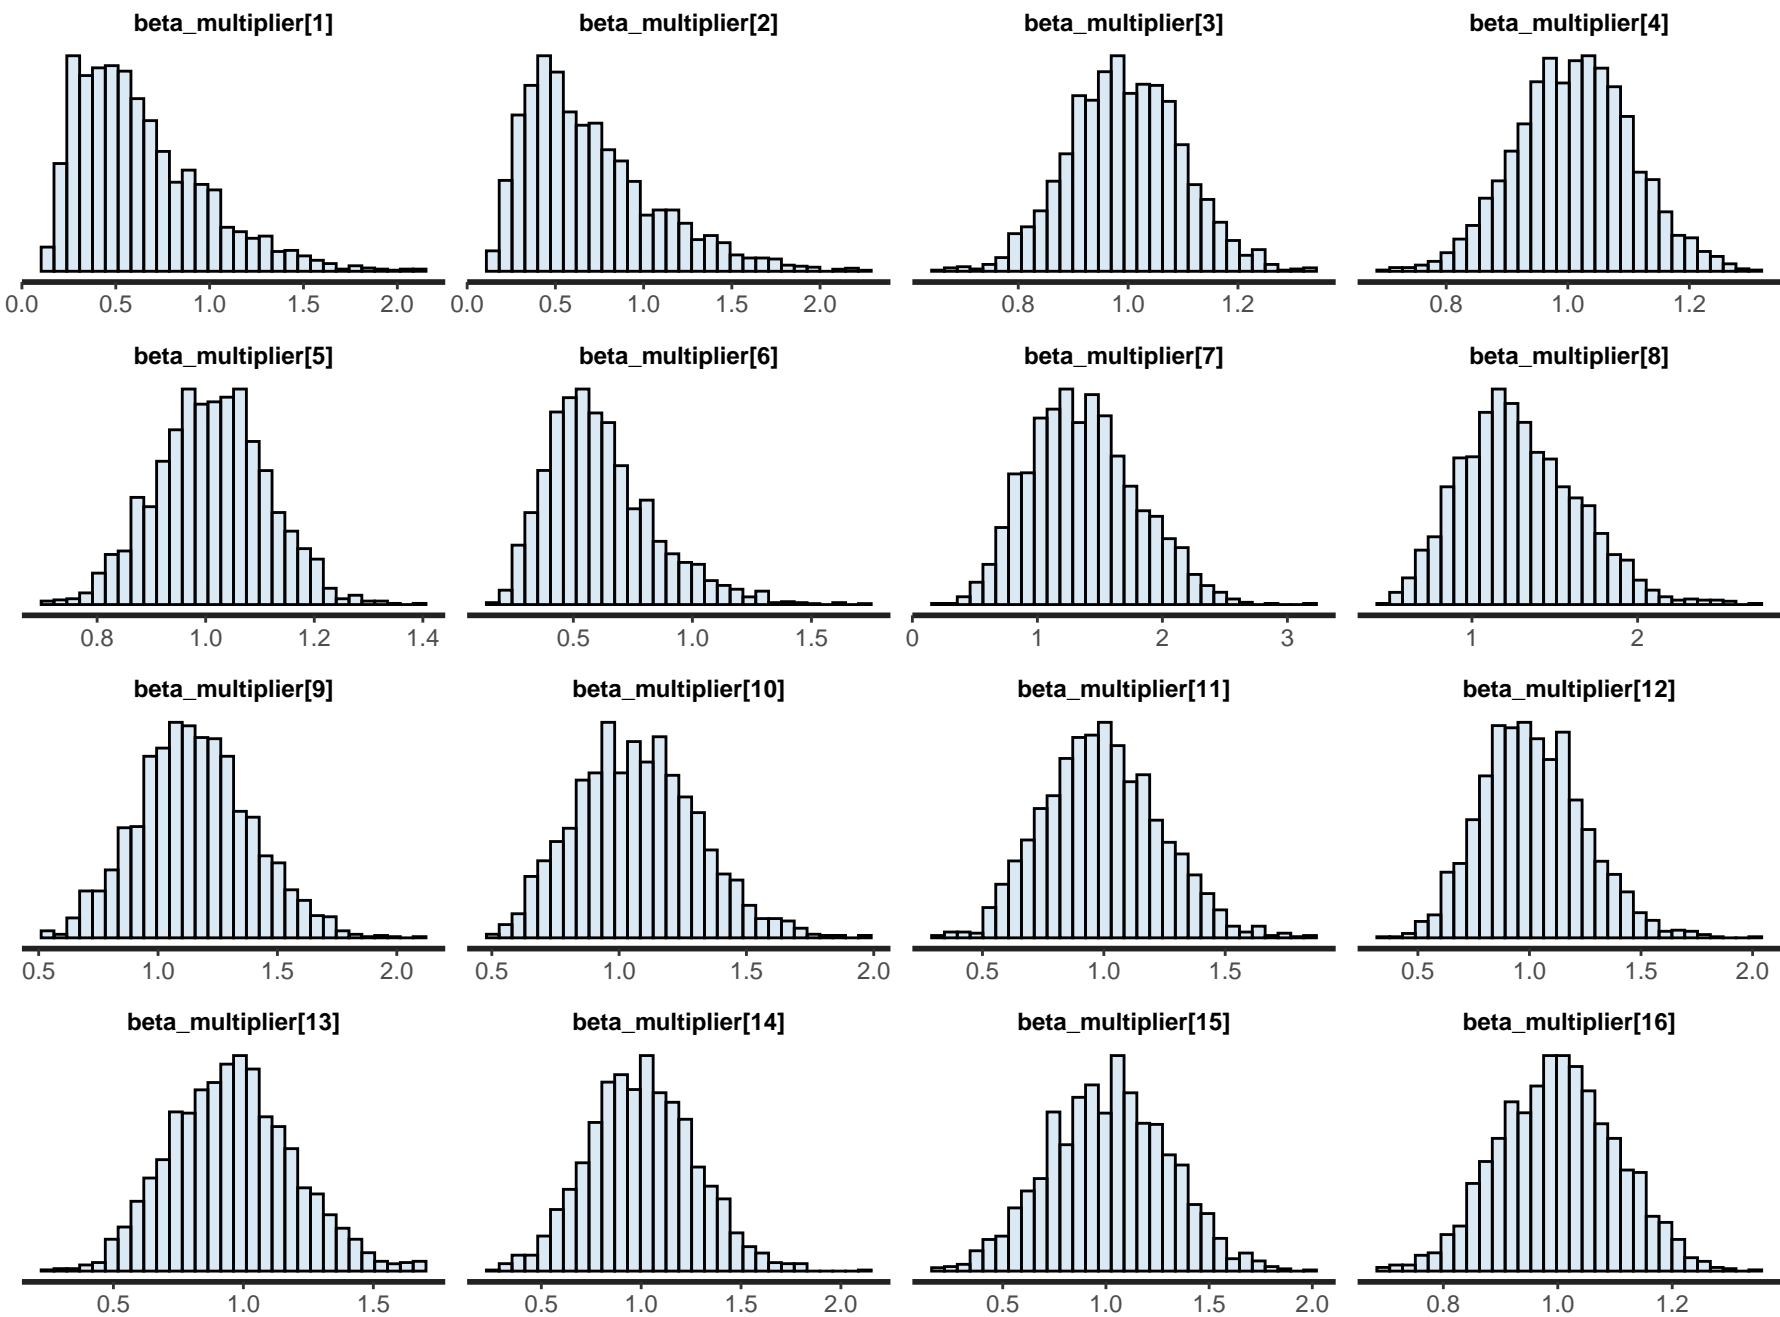 beta_multiplier[1] beta_multiplier[2] beta_multiplier[3] beta_multiplier[4]
0.0 0.5 1.0 1.5 2.0 0.0 0.5 1.0 1.5 2.0 0.8 1.0 1.2 0.8 1.0 1.2
beta_multiplier[5] beta_multiplier[6] beta_multiplier[7] beta_multiplier[8]
0.8 1.0 1.2 1.4 0.5 1.0 1.5 0 1 2 3 1 2
beta_multiplier[9] beta_multiplier[10] beta_multiplier[11] beta_multiplier[12]
0.5 1.0 1.5 2.0 0.5 1.0 1.5 2.0 0.5 1.0 1.5 0.5 1.0 1.5 2.0
beta_multiplier[13] beta_multiplier[14] beta_multiplier[15] beta_multiplier[16]
0.5 1.0 1.5 0.5 1.0 1.5 2.0 0.5 1.0 1.5 2.0 0.8 1.0 1.2